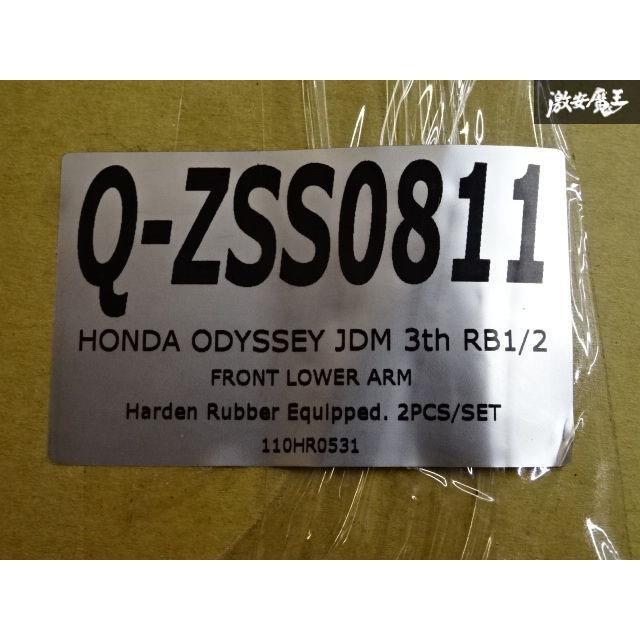 激安魔王
Q-ZSS0811
HONDA ODYSSEY JDM 3th RB1/2
FRONT LOWER ARM
Harden Rubber Equipped. 2PCS/SET
110HR0531